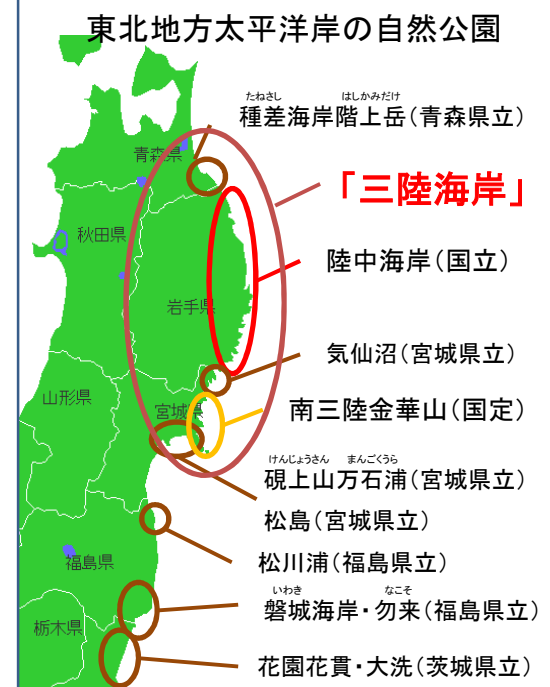 東北地方太平洋岸の自然公園
たねさし はしかみだけ
種差海岸階上岳(青森県立)
青森県
「三陸海岸」
秋田県
陸中海岸(国立)
岩手県
気仙沼(宮城県立)
山形県
宮城県
南三陸金華山(国定)
けんじょうさん まんごくうら
硯上山万石浦(宮城県立)
松島(宮城県立)
福島県
松川浦(福島県立)
いわき なこそ
磐城海岸・勿来(福島県立)
栃木県
花園花貫・大洗(茨城県立)